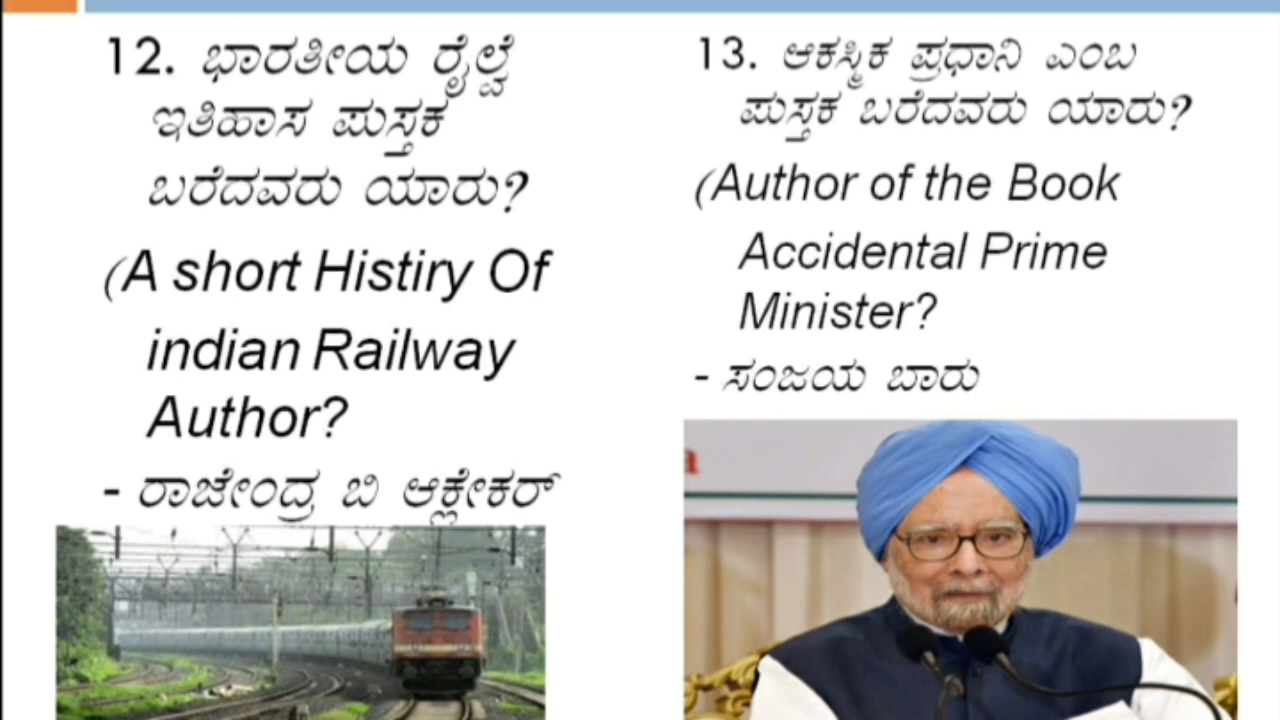 12. ಭಾರತೀಯ ರೈಲ್ವೆ
ಇತಿಹಾಸ ಪುಸ್ತಕ
ಬರೆದವರು ಯಾರು?
(A short Histiry Of
indian Railway
Author?
- ರಾಜೇಂದ್ರ ಬಿ ಆಕ್ಲೇಕರ್
13. ಆಕಸ್ಮಿಕ ಪ್ರಧಾನಿ ಎಂಬ
ಪುಸ್ತಕ ಬರೆದವರು ಯಾರು?
(Author of the Book
Accidental Prime
Minister?
- ಸಂಜಯ ಬಾರು
a